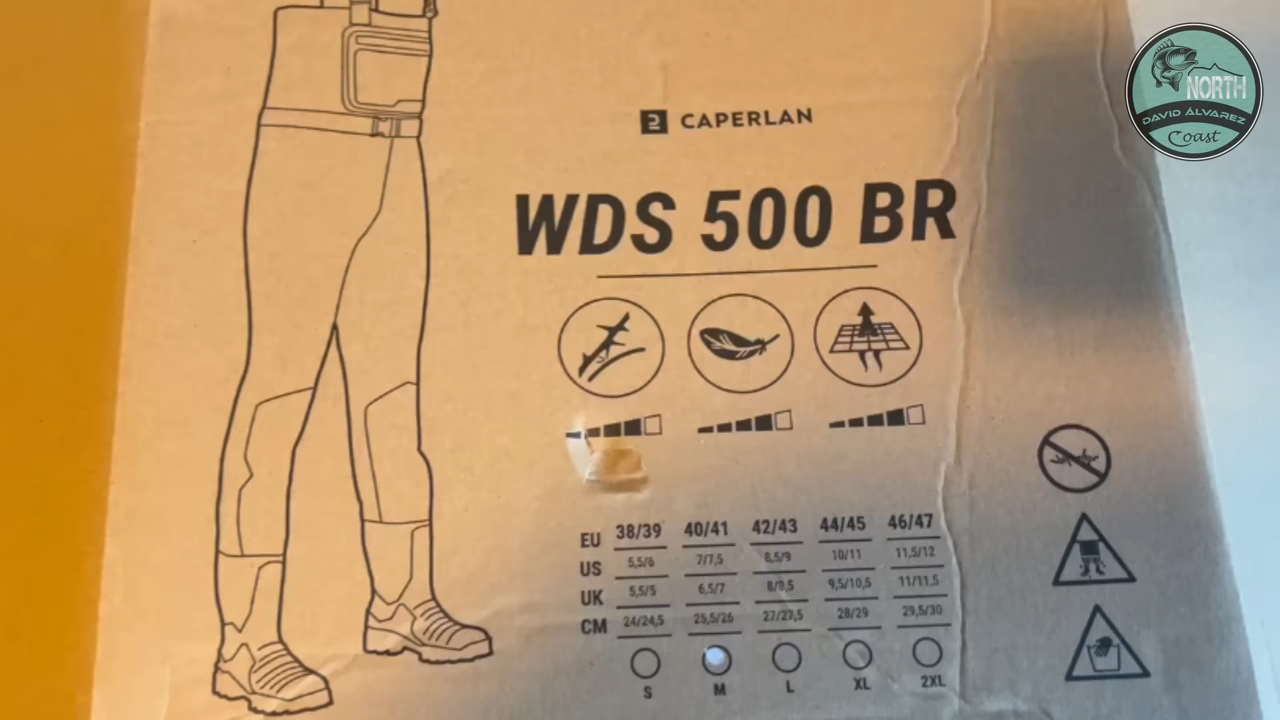 NORTH
DAVID ÁLVAREZ
Coast
CAPERLAN
WDS 500 BR
EU 38/39 40/41 42/43 44/45 46/47
US 5,5/6 7/7,5 8,5/9 10/11 11,5/12
UK 5,5/5 6,5/7 8/8,5 9,5/10,5 11/11,5
CM 24/24,5 25,5/26 27/27,5 28/29 29,5/30
S M L XL 2XL